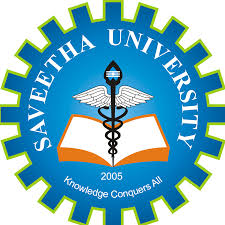 SAVEETHA UNIVERSITY
2005
Knowledge Conquers All